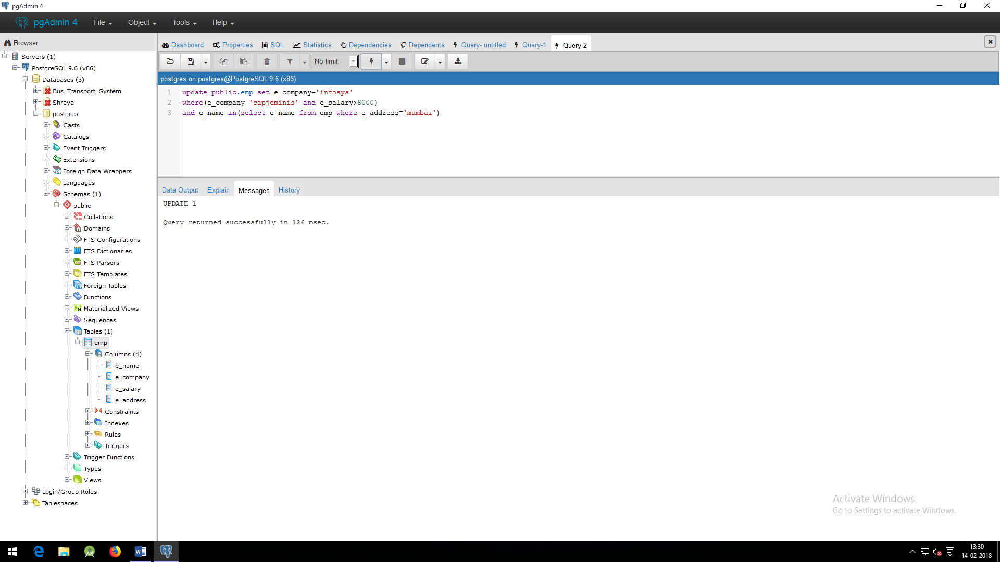 pgAdmin 4
pgAdmin 4 File Object Tools Help
Browser
Servers (1)
PostgreSQL 9.6 (x86)
Databases (3)
Bus_Transport_System
Shreya
postgres
Casts
Catalogs
Event Triggers
Extensions
Foreign Data Wrappers
Languages
Schemas (1)
public
Collations
Domains
FTS Configurations
FTS Dictionaries
FTS Parsers
FTS Templates
Foreign Tables
Functions
Materialized Views
Sequences
Tables (1)
emp
Columns (4)
e_name
e_company
e_salary
e_address
Constraints
Indexes
Rules
Triggers
Trigger Functions
Types
Views
Login/Group Roles
Tablespaces
Dashboard Properties SQL Statistics Dependencies Dependents Query- untitled Query-1 Query-2
No limit
postgres on postgres@PostgreSQL 9.6 (x86)
1 update public.emp set e_company='infosys'
2 where(e_company='capjeminis' and e_salary>8000)
3 and e_name in(select e_name from emp where e_address='mumbai')
Data Output Explain Messages History
UPDATE 1
Query returned successfully in 126 msec.
Activate Windows
Go to Settings to activate Windows.
13:30
14-02-2018